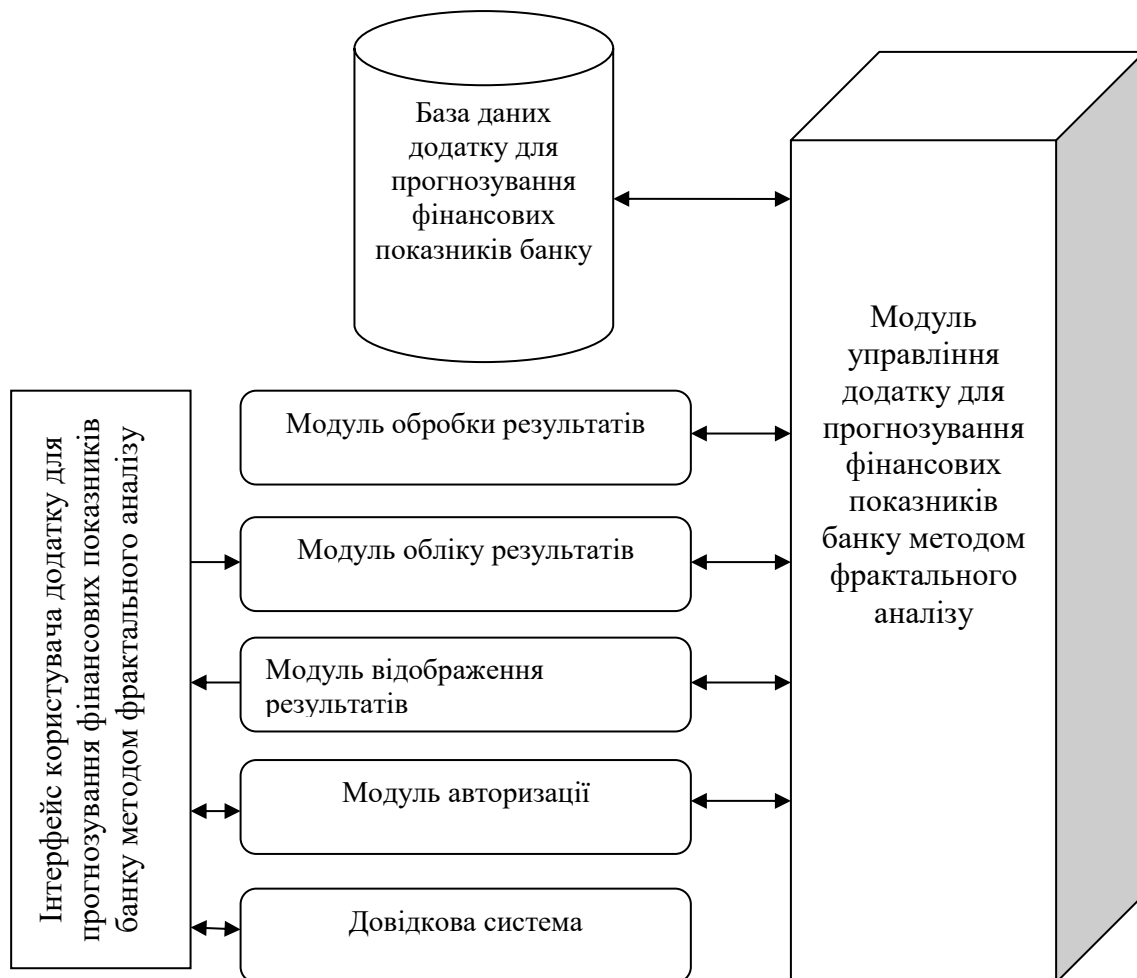 База даних
додатку для
прогнозування
фінансових
показників банку
Модуль
управління
додатку для
прогнозування
фінансових
показників
банку методом
фрактального
аналізу
Інтерфейс користувача додатку для
прогнозування фінансових показників
банку методом фрактального аналізу
Модуль обробки результатів
Модуль обліку результатів
Модуль відображення
результатів
Модуль авторизації
Довідкова система